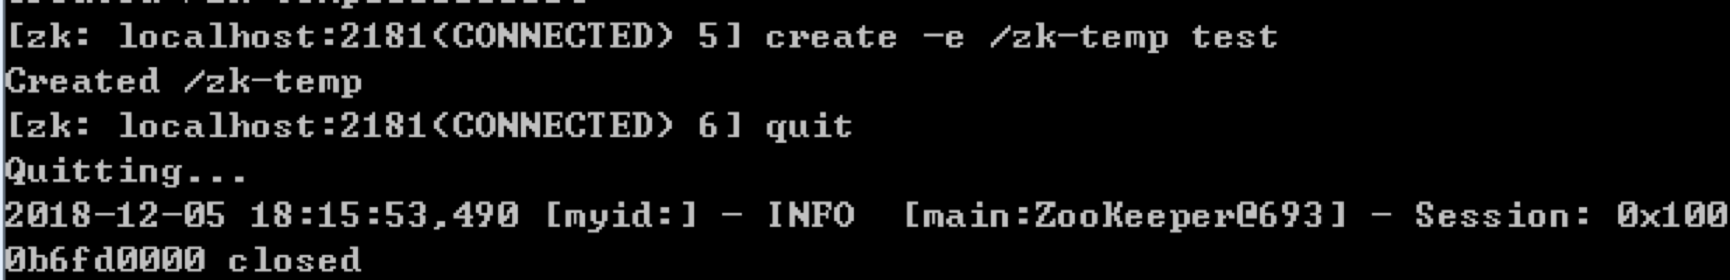 [zk: localhost:2181(CONNECTED) 5] create -e /zk-temp test
Created /zk-temp
[zk: localhost:2181(CONNECTED) 6] quit
Quitting...
2018-12-05 18:15:53,490 [myid:] - INFO  [main:ZooKeeper@693] - Session: 0x100
0b6fd0000 closed